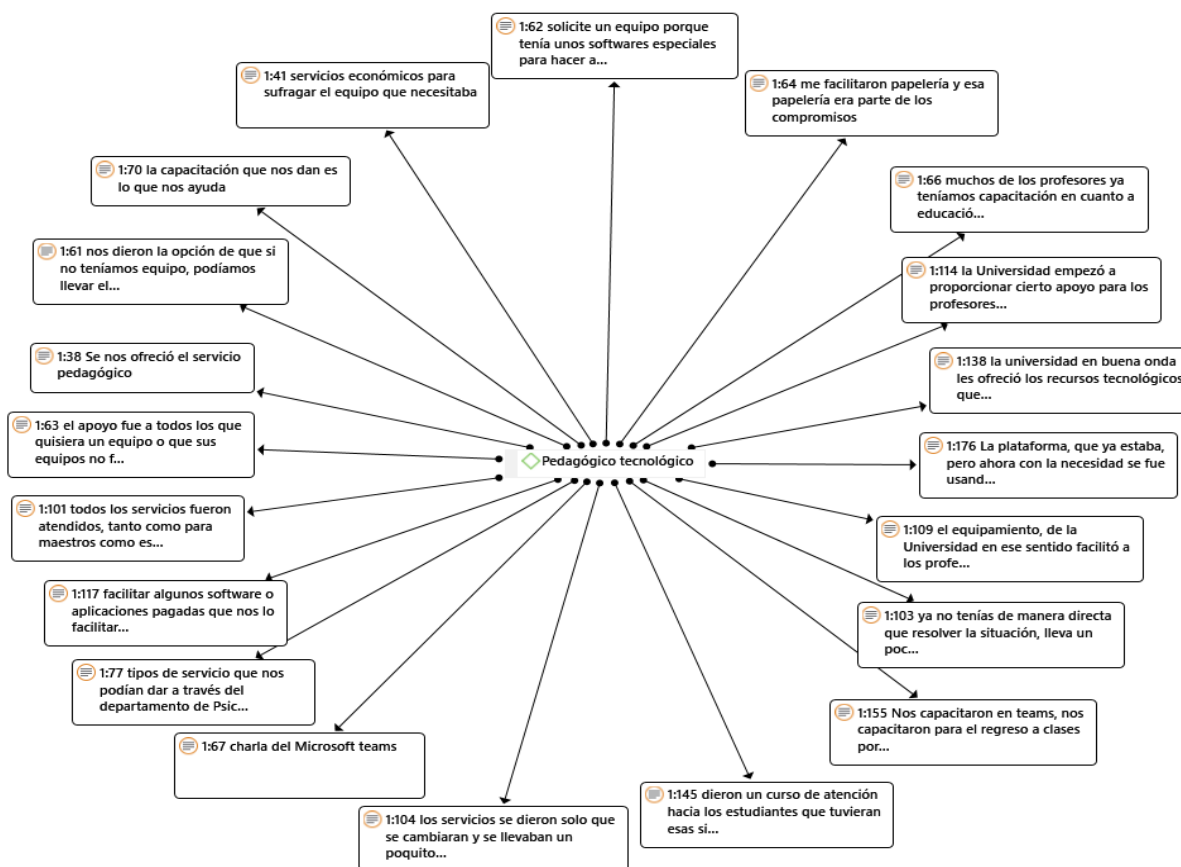 1:62 solicite un equipo porque
tenía unos softwares especiales
para hacer a...
1:41 servicios económicos para
sufragar el equipo que necesitaba
1:64 me facilitaron papelería y esa
papelería era parte de los
compromisos
1:70 la capacitación que nos dan es
lo que nos ayuda
1:66 muchos de los profesores ya
teníamos capacitación en cuanto a
educació...
1:61 nos dieron la opción de que si
no teníamos equipo, podíamos
llevar el...
1:114 la Universidad empezó a
proporcionar cierto apoyo para los
profesores...
1:38 Se nos ofreció el servicio
pedagógico
1:138 la universidad en buena onda
les ofreció los recursos tecnológicos
que...
1:63 el apoyo fue a todos los que
quisiera un equipo o que sus
equipos no f...
Pedagógico tecnológico
1:176 La plataforma, que ya estaba,
pero ahora con la necesidad se fue
usand...
1:101 todos los servicios fueron
atendidos, tanto como para
maestros como es...
1:109 el equipamiento, de la
Universidad en ese sentido facilitó a
los profe...
1:117 facilitar algunos software o
aplicaciones pagadas que nos lo
facilitar...
1:103 ya no tenías de manera directa
que resolver la situación, lleva un
poc...
1:77 tipos de servicio que nos
podían dar a través del
departamento de Psic...
1:155 Nos capacitaron en teams, nos
capacitaron para el regreso a clases
por...
1:67 charla del Microsoft teams
1:145 dieron un curso de atención
hacia los estudiantes que tuvieran
esas si...
1:104 los servicios se dieron solo que
se cambiaran y se llevaban un
poquito...